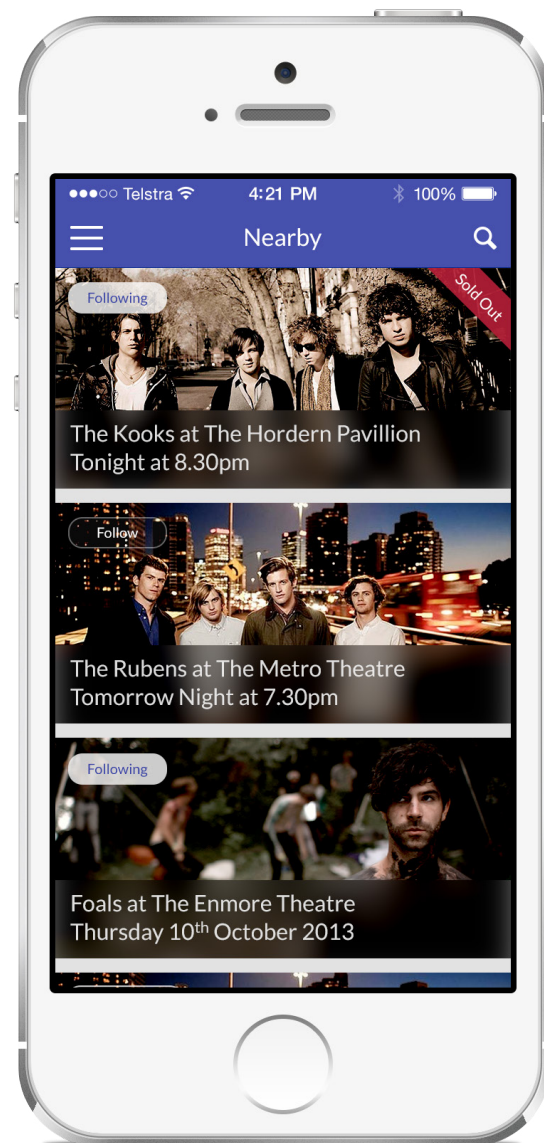 Telstra 4:21 PM 100%
Nearby
Following
Sold Out
The Kooks at The Hordern Pavillion
Tonight at 8.30pm
Follow
The Rubens at The Metro Theatre
Tomorrow Night at 7.30pm
Following
Foals at The Enmore Theatre
Thursday 10th October 2013